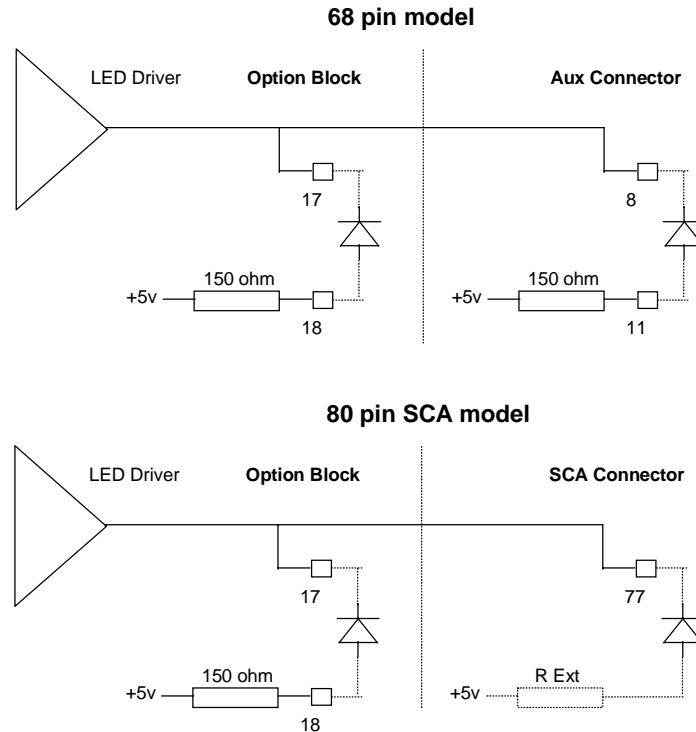 68 pin model
LED Driver Option Block Aux Connector
17 8
150 ohm 150 ohm
+5v +5v
18 11
80 pin SCA model
LED Driver Option Block SCA Connector
17 77
150 ohm R Ext
+5v +5v
18